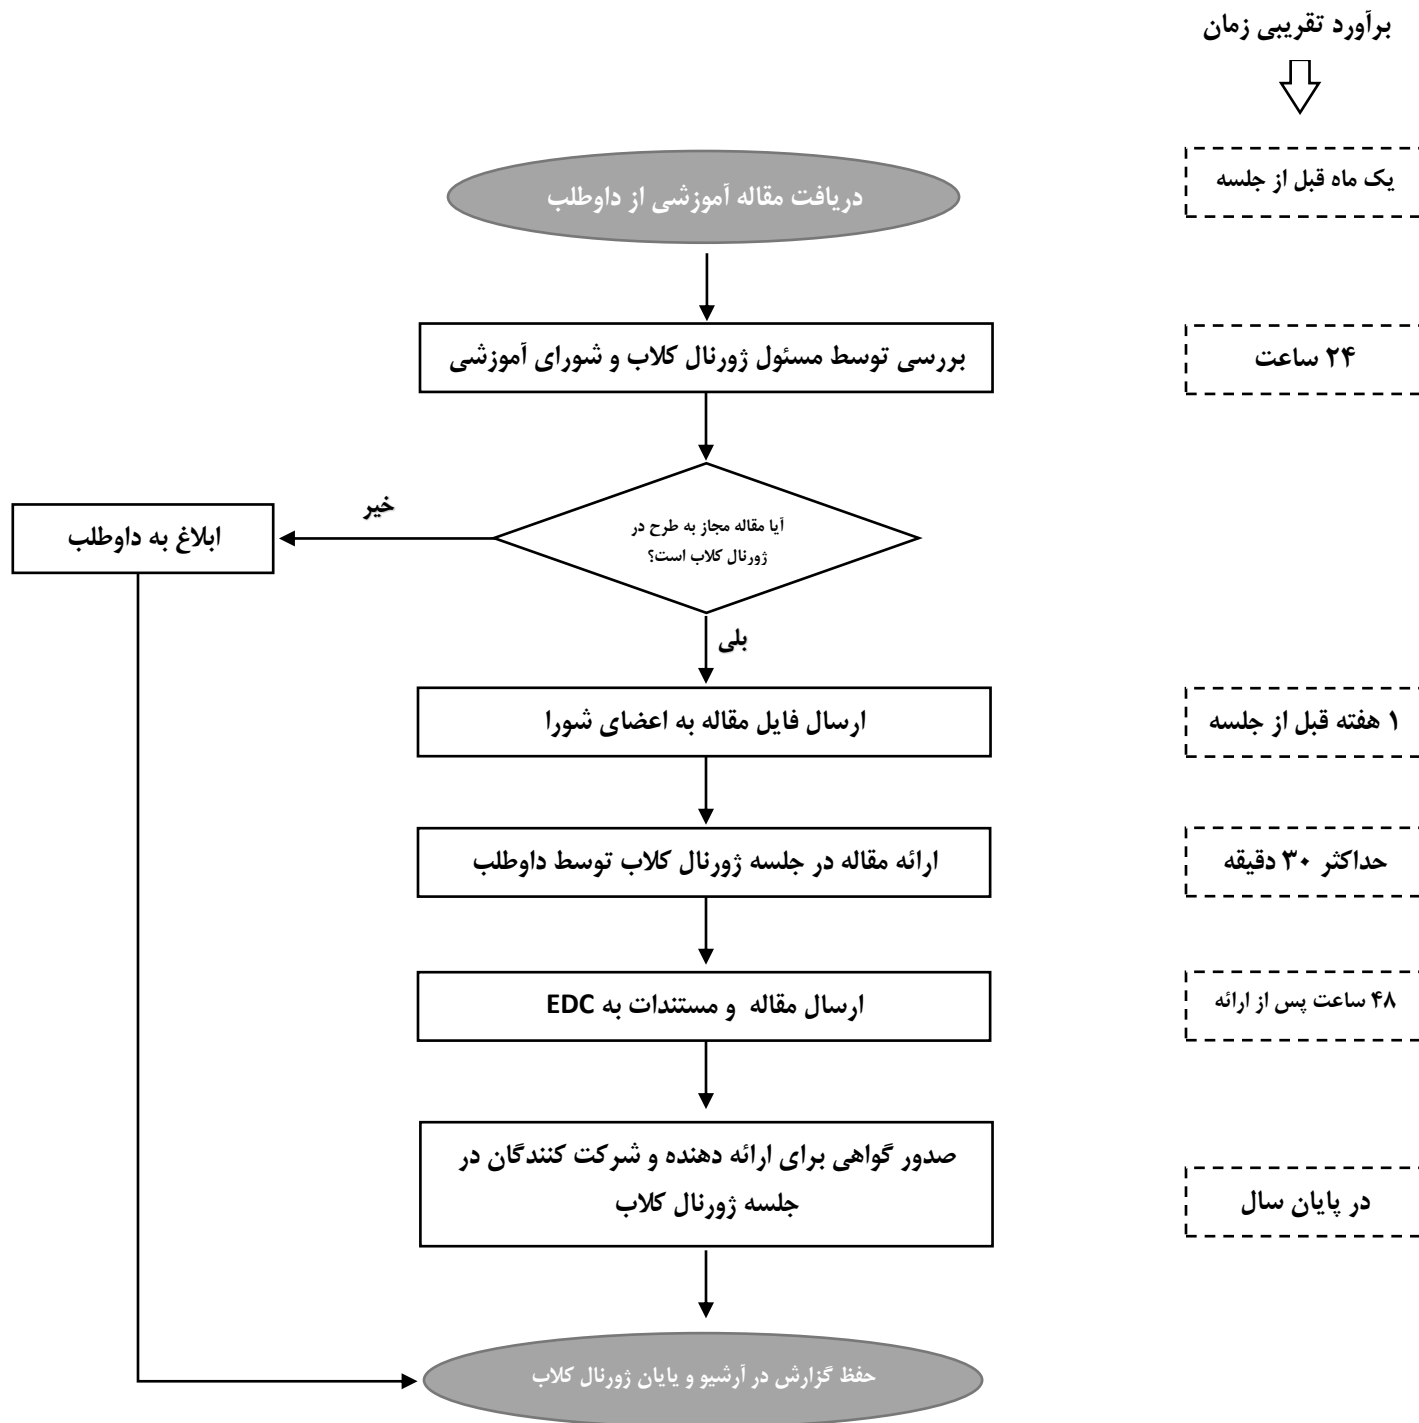 برآورد تقریبی زمان
یک ماه قبل از جلسه
دریافت مقاله آموزشی از داوطلب
۲۴ ساعت
بررسی توسط مسئول ژورنال کلاب و شورای آموزشی
آیا مقاله مجاز به طرح در
ژورنال کلاب است؟
خیر
ابلاغ به داوطلب
بلی
۱ هفته قبل از جلسه
ارسال فایل مقاله به اعضای شورا
حداکثر ۳۰ دقیقه
ارائه مقاله در جلسه ژورنال کلاب توسط داوطلب
۴۸ ساعت پس از ارائه
ارسال مقاله و مستندات به EDC
در پایان سال
صدور گواهی برای ارائه دهنده و شرکت کنندگان در
جلسه ژورنال کلاب
حفظ گزارش در آرشیو و پایان ژورنال کلاب